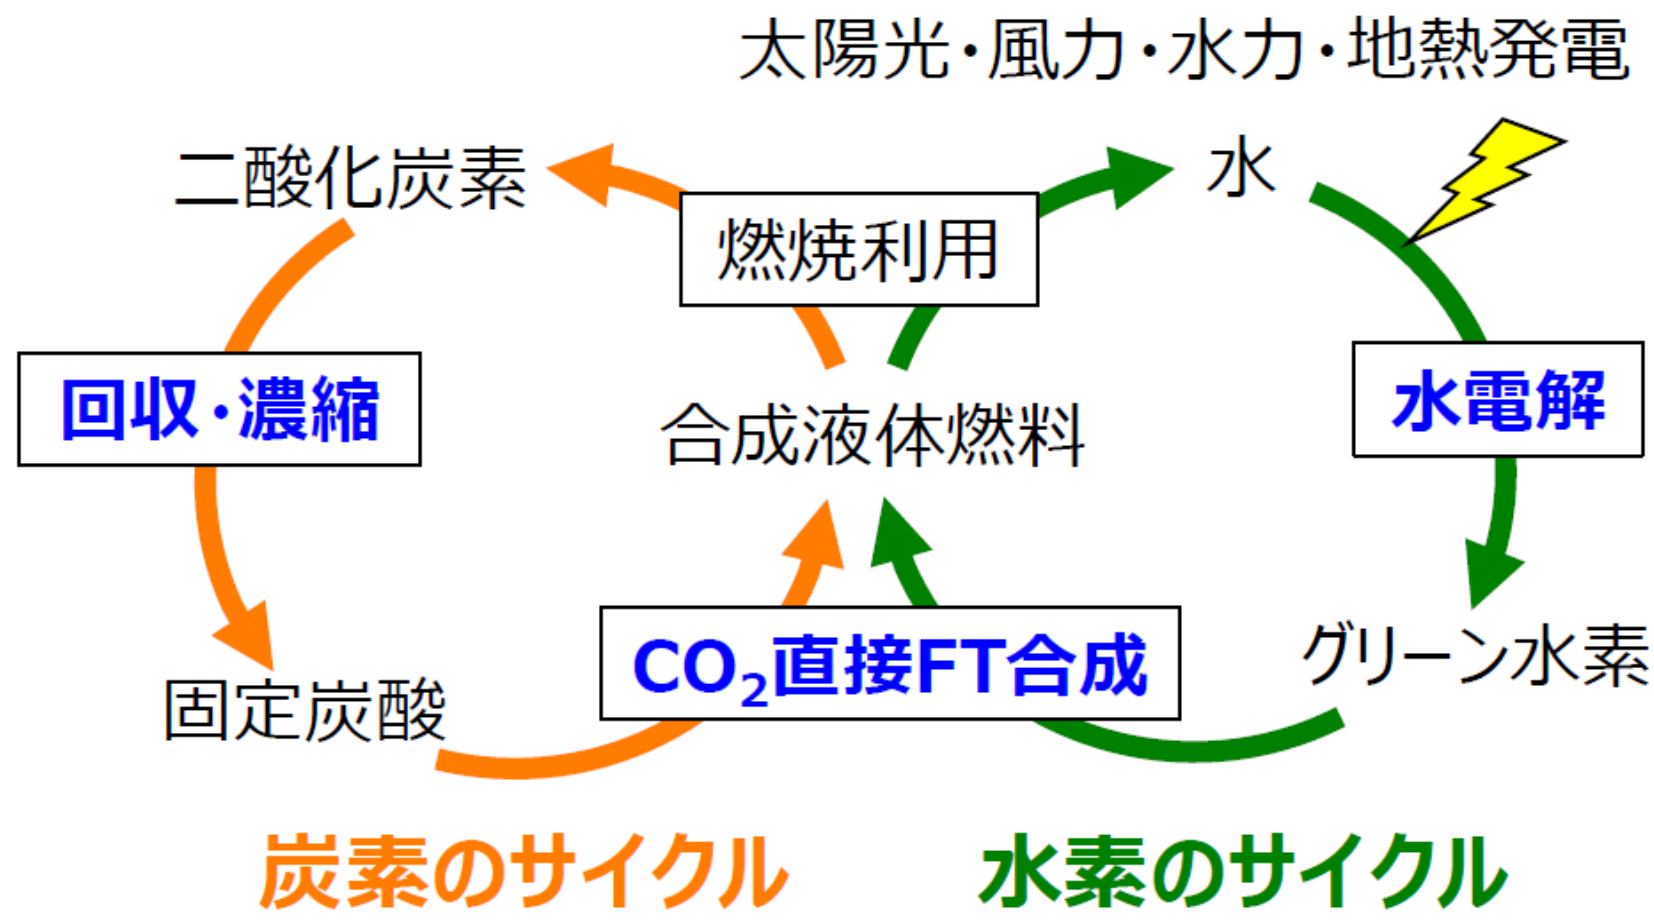 太陽光・風力・水力・地熱発電
二酸化炭素
水
燃焼利用
回収・濃縮
水電解
合成液体燃料
CO₂直接FT合成
グリーン水素
固定炭酸
炭素のサイクル
水素のサイクル